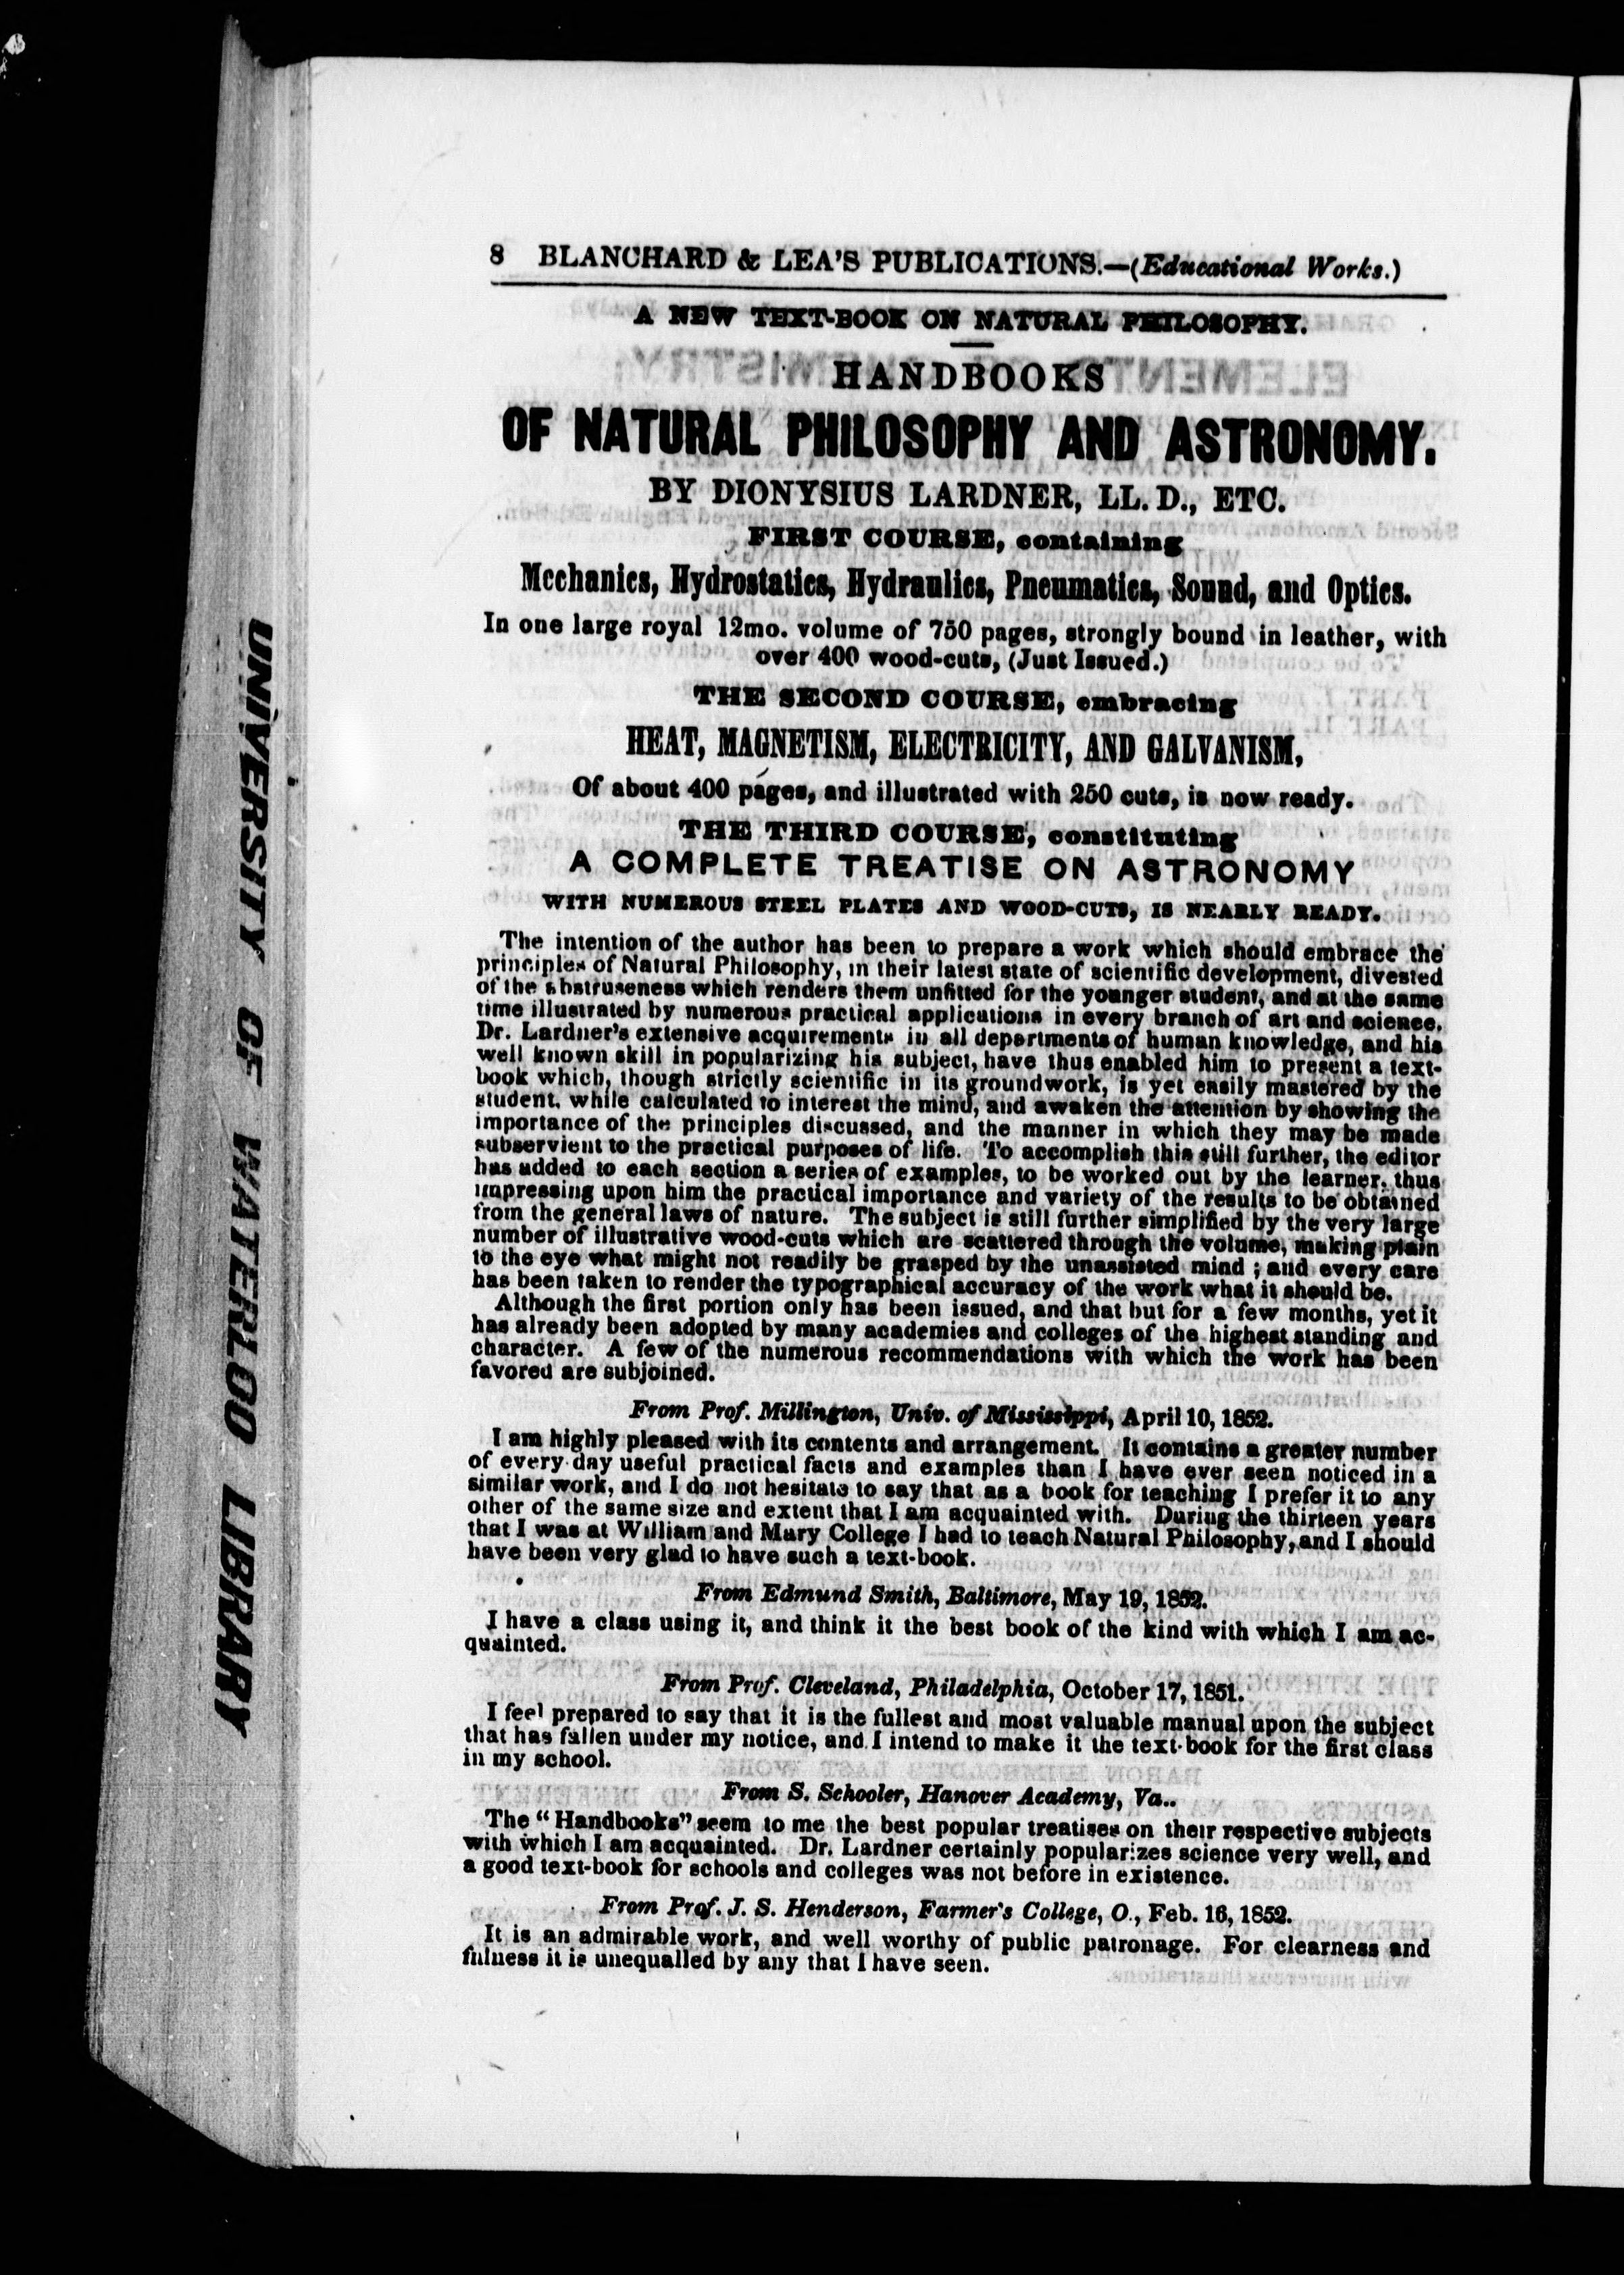 8 BLANCHARD & LEA'S PUBLICATIONS.—(Educational Works.)
A NEW TEXT-BOOK ON NATURAL PHILOSOPHY.
HANDBOOKS
OF NATURAL PHILOSOPHY AND ASTRONOMY.
BY DIONYSIUS LARDNER, LL. D., ETC.
FIRST COURSE, containing
Mechanics, Hydrostatics, Hydraulics, Pneumatics, Sound, and Optics.
In one large royal 12mo. volume of 750 pages, strongly bound in leather, with
over 400 wood-cuts, (Just Issued.)
THE SECOND COURSE, embracing
HEAT, MAGNETISM, ELECTRICITY, AND GALVANISM,
Of about 400 pages, and illustrated with 250 cuts, is now ready.
THE THIRD COURSE, constituting
A COMPLETE TREATISE ON ASTRONOMY
WITH NUMEROUS STEEL PLATES AND WOOD-CUTS, IS NEARLY READY.
The intention of the author has been to prepare a work which should embrace the
principles of Natural Philosophy, in their latest state of scientific development, divested
of the abstruseness which renders them unfitted for the younger student, and at the same
time illustrated by numerous practical applications in every branch of art and science.
Dr. Lardner's extensive acquirements in all departments of human knowledge, and his
well known skill in popularizing his subject, have thus enabled him to present a text-
book which, though strictly scientific in its groundwork, is yet easily mastered by the
student, while calculated to interest the mind, and awaken the attention by showing the
importance of the principles discussed, and the manner in which they may be made
subservient to the practical purposes of life. To accomplish this still further, the editor
has added to each section a series of examples, to be worked out by the learner, thus
impressing upon him the practical importance and variety of the results to be obtained
from the general laws of nature. The subject is still further simplified by the very large
number of illustrative wood-cuts which are scattered through the volume, making plain
to the eye what might not readily be grasped by the unassisted mind ; and every care
has been taken to render the typographical accuracy of the work what it should be.
Although the first portion only has been issued, and that but for a few months, yet it
has already been adopted by many academies and colleges of the highest standing and
character. A few of the numerous recommendations with which the work has been
favored are subjoined.
From Prof. Millington, Univ. of Mississippi, April 10, 1852.
I am highly pleased with its contents and arrangement. It contains a greater number
of every day useful practical facts and examples than I have ever seen noticed in a
similar work, and I do not hesitate to say that as a book for teaching I prefer it to any
other of the same size and extent that I am acquainted with. During the thirteen years
that I was at William and Mary College I had to teach Natural Philosophy, and I should
have been very glad to have such a text-book.
From Edmund Smith, Baltimore, May 19, 1852.
I have a class using it, and think it the best book of the kind with which I am ac-
quainted.
From Prof. Cleveland, Philadelphia, October 17, 1851.
I feel prepared to say that it is the fullest and most valuable manual upon the subject
that has fallen under my notice, and I intend to make it the text-book for the first class
in my school.
From S. Schooler, Hanover Academy, Va..
The "Handbooks" seem to me the best popular treatises on their respective subjects
with which I am acquainted. Dr. Lardner certainly popularizes science very well, and
a good text-book for schools and colleges was not before in existence.
From Prof. J. S. Henderson, Farmer's College, O., Feb. 16, 1852.
It is an admirable work, and well worthy of public patronage. For clearness and
fulness it is unequalled by any that I have seen.
UNIVERSITY OF WATERLOO LIBRARY